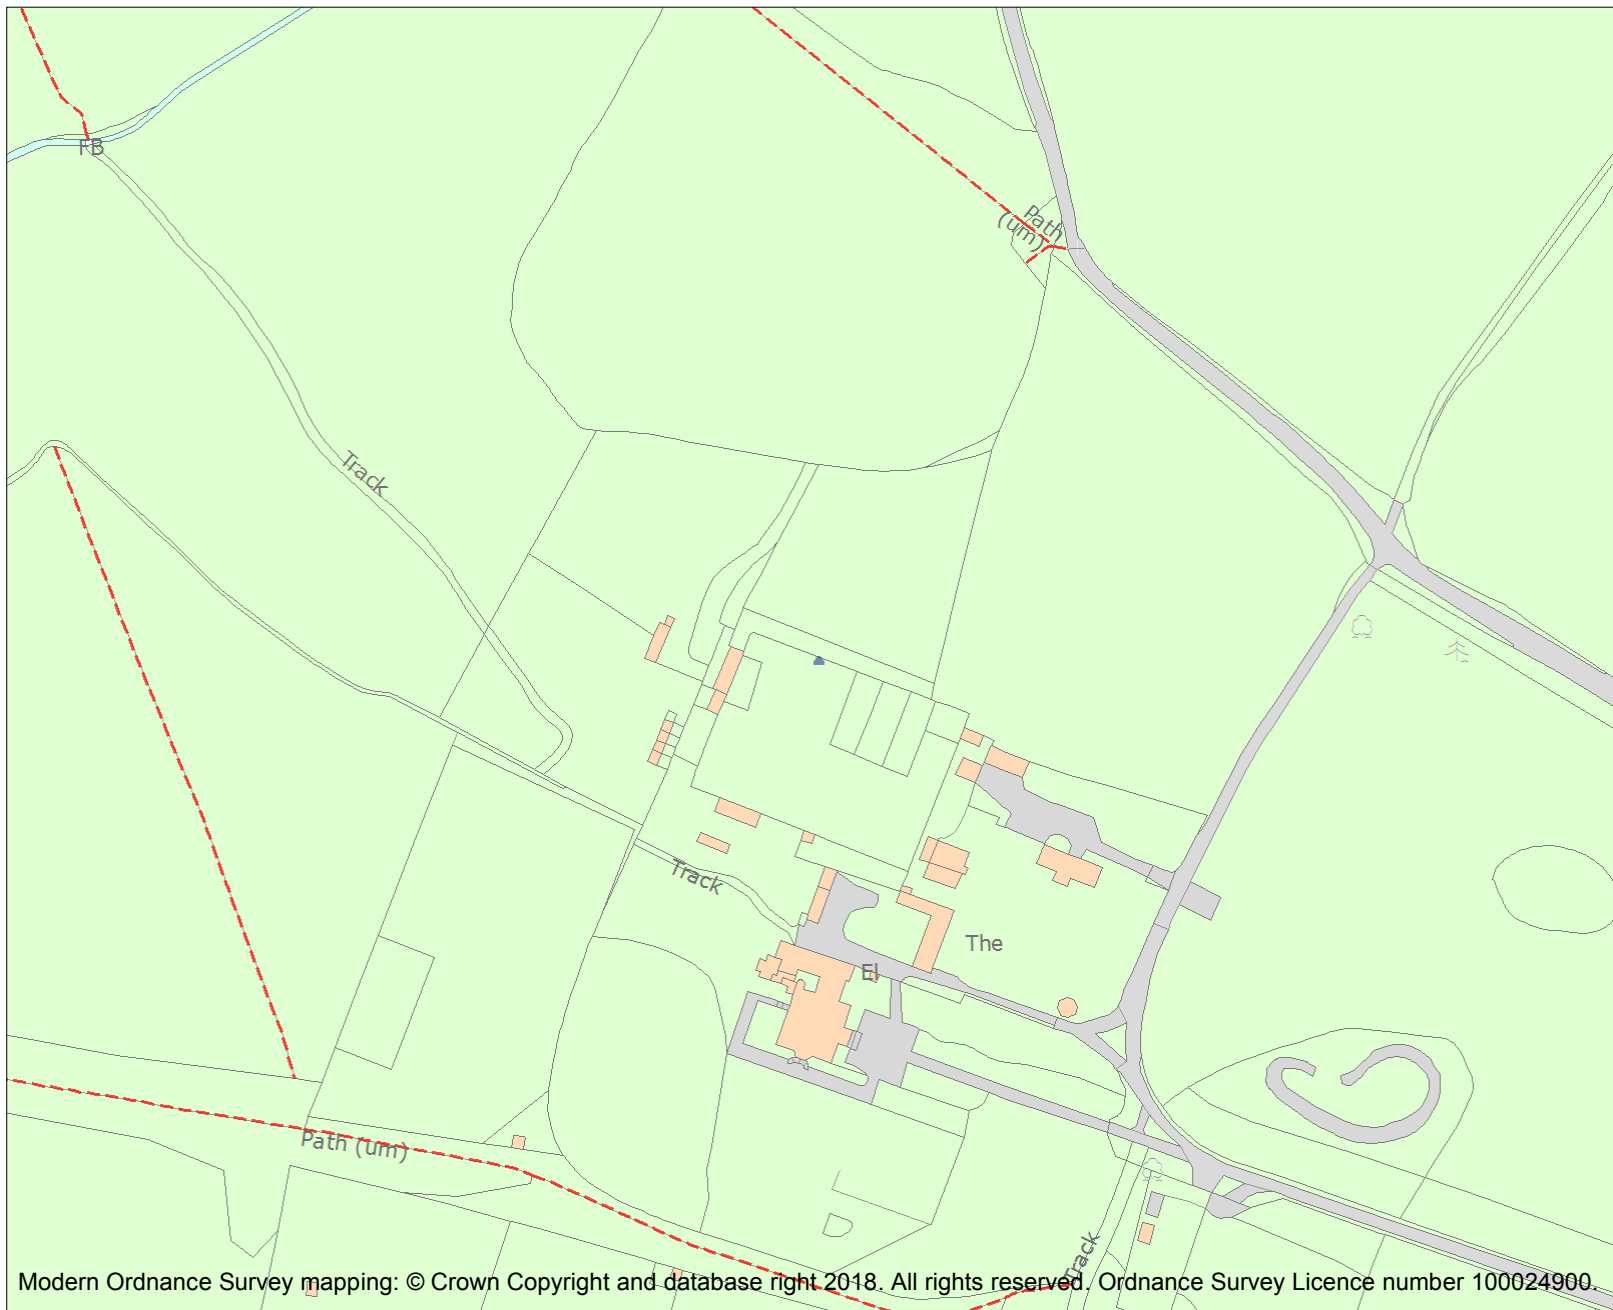 FB
Path
(um)
Track
Track
The
El
Path (um)
Track
Modern Ordnance Survey mapping: © Crown Copyright and database right 2018. All rights reserved. Ordnance Survey Licence number 100024900.